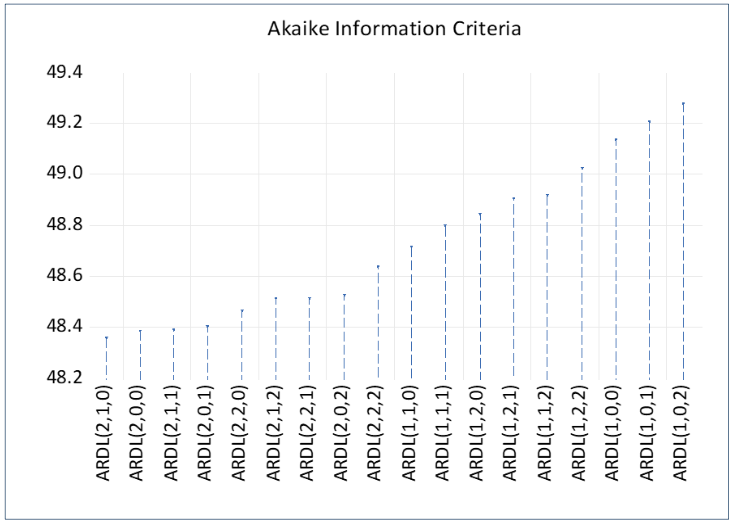 Akaike Information Criteria
49.4
49.2
49.0
48.8
48.6
48.4
48.2
ARDL(2,1,0)
ARDL(2,0,0)
ARDL(2,1,1)
ARDL(2,0,1)
ARDL(2,2,0)
ARDL(2,1,2)
ARDL(2,2,1)
ARDL(2,0,2)
ARDL(2,2,2)
ARDL(1,1,0)
ARDL(1,1,1)
ARDL(1,2,0)
ARDL(1,2,1)
ARDL(1,1,2)
ARDL(1,2,2)
ARDL(1,0,0)
ARDL(1,0,1)
ARDL(1,0,2)